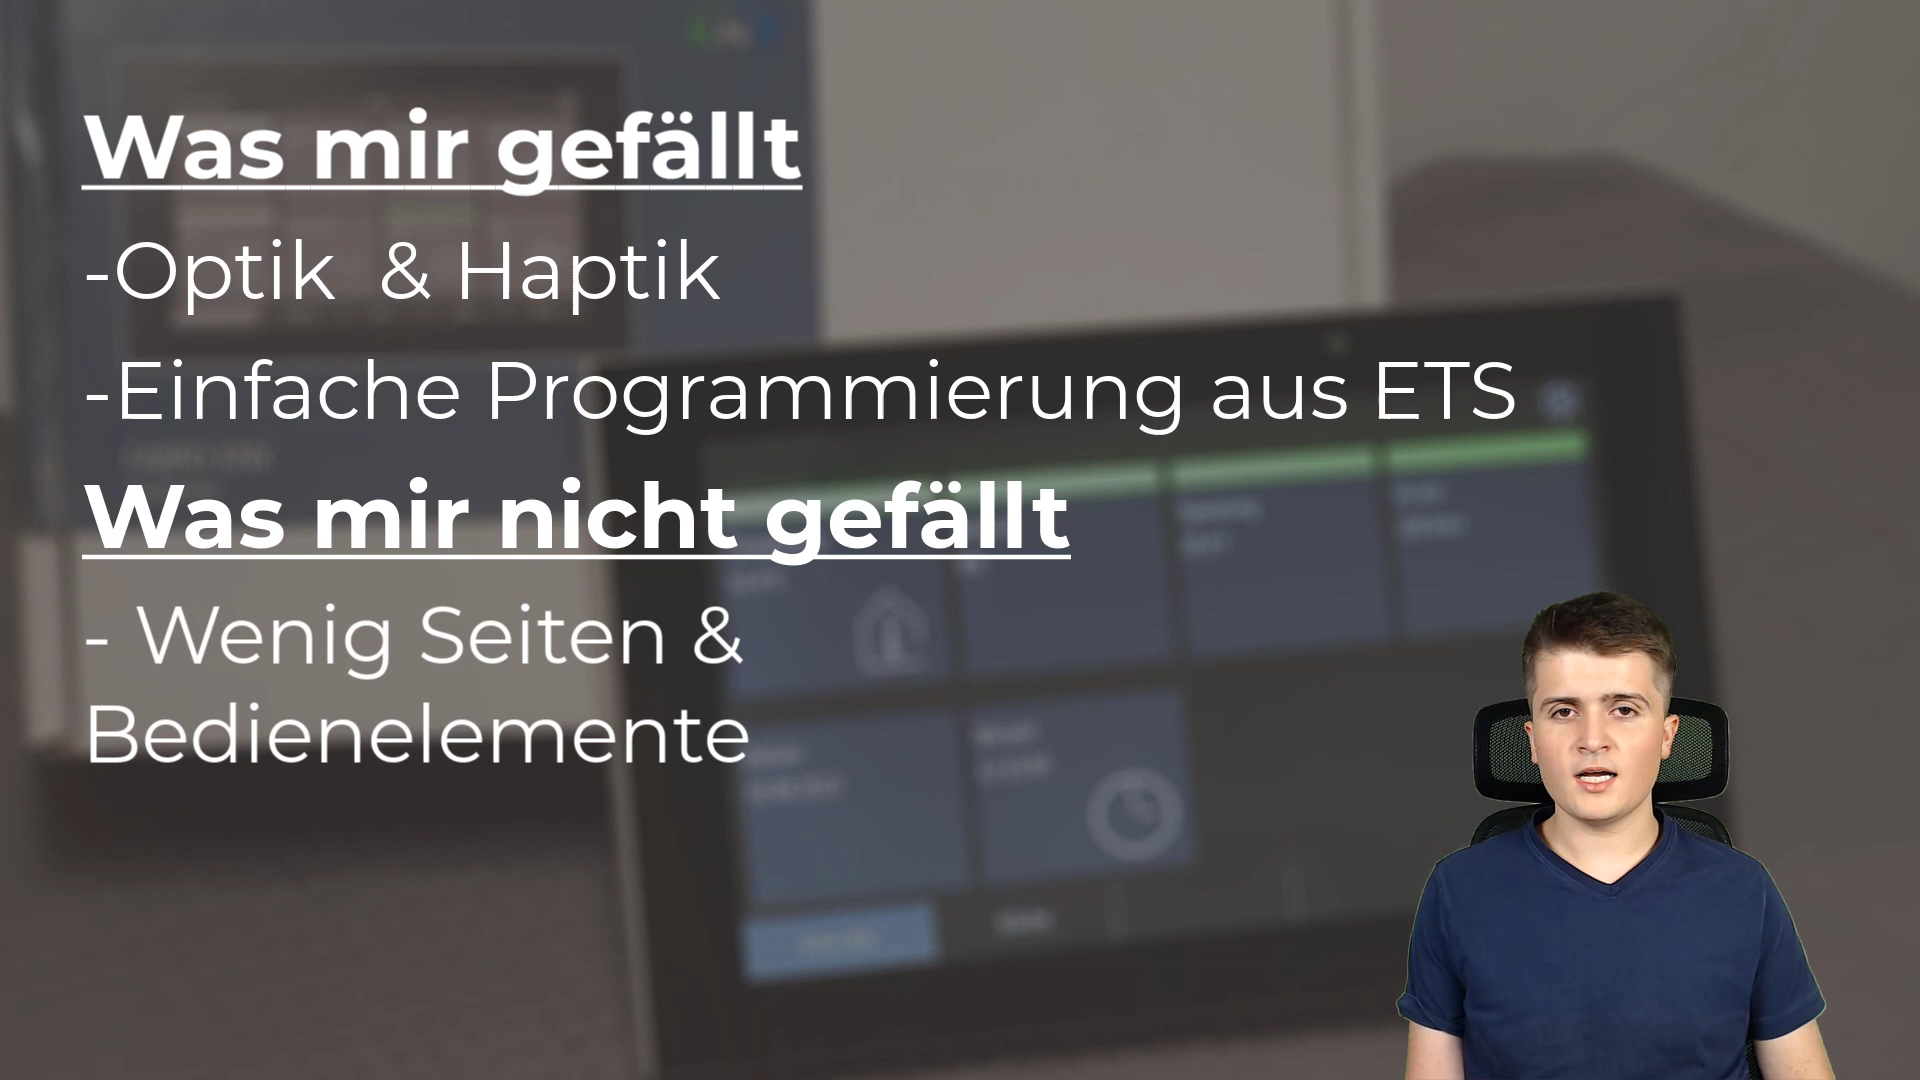 Was mir gefällt
-Optik & Haptik
-Einfache Programmierung aus ETS
Was mir nicht gefällt
- Wenig Seiten &
Bedienelemente